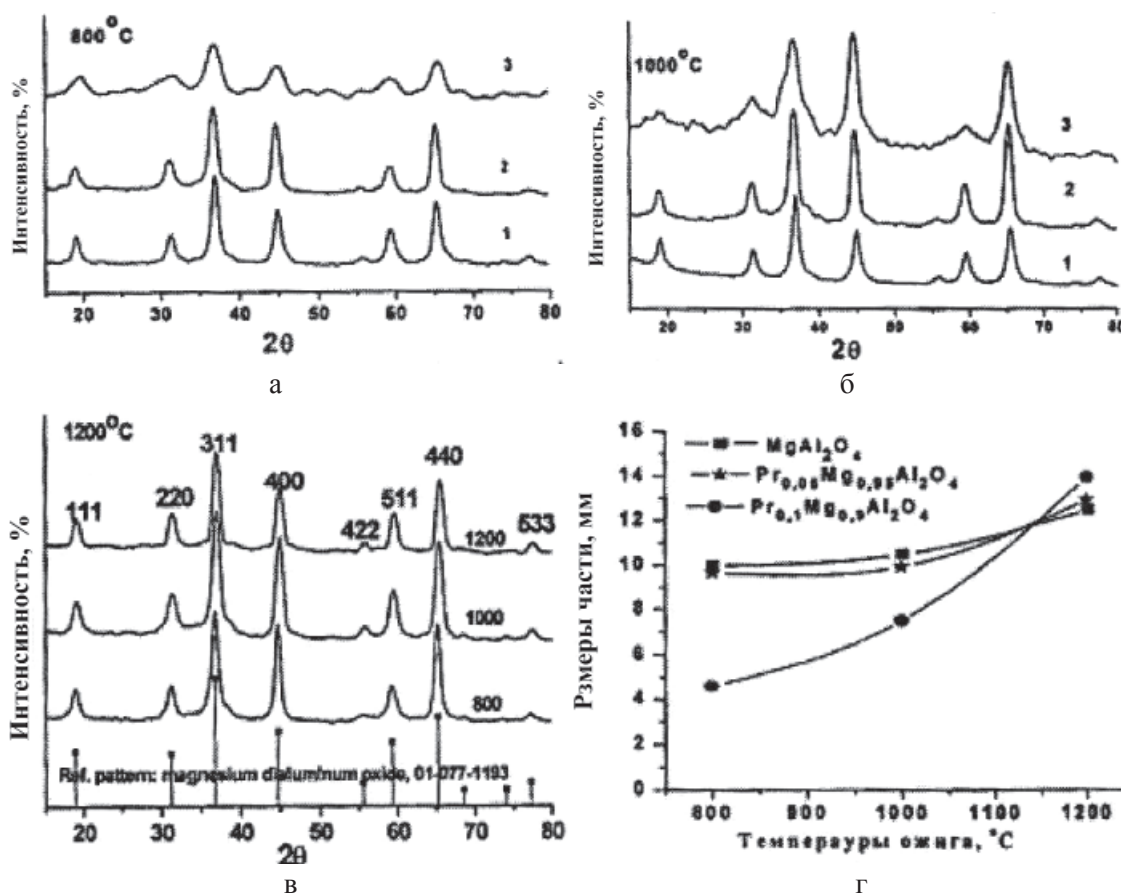 800°C
Интенсивность, %
3
2
1
20 30 40 50 60 70 80
2θ
а
1000°C
Интенсивность, %
3
2
1
20 30 40 50 60 70 80
2θ
б
1200°C
Интенсивность, %
111 220 311 400 422 511 440 533
1200
1000
800
Ref. pattern: magnesium dialuminum oxide, 01-077-1193
20 30 40 50 60 70 80
2θ
в
Рзмеры части, мм
16
14
12
10
8
6
4
2
0
MgAl₂O₄
Pr₀,₀₅Mg₀,₉₅Al₂O₄
Pr₀,₁Mg₀,₉Al₂O₄
800 900 1000 1100 1200
Темперауры ожига, °C
г